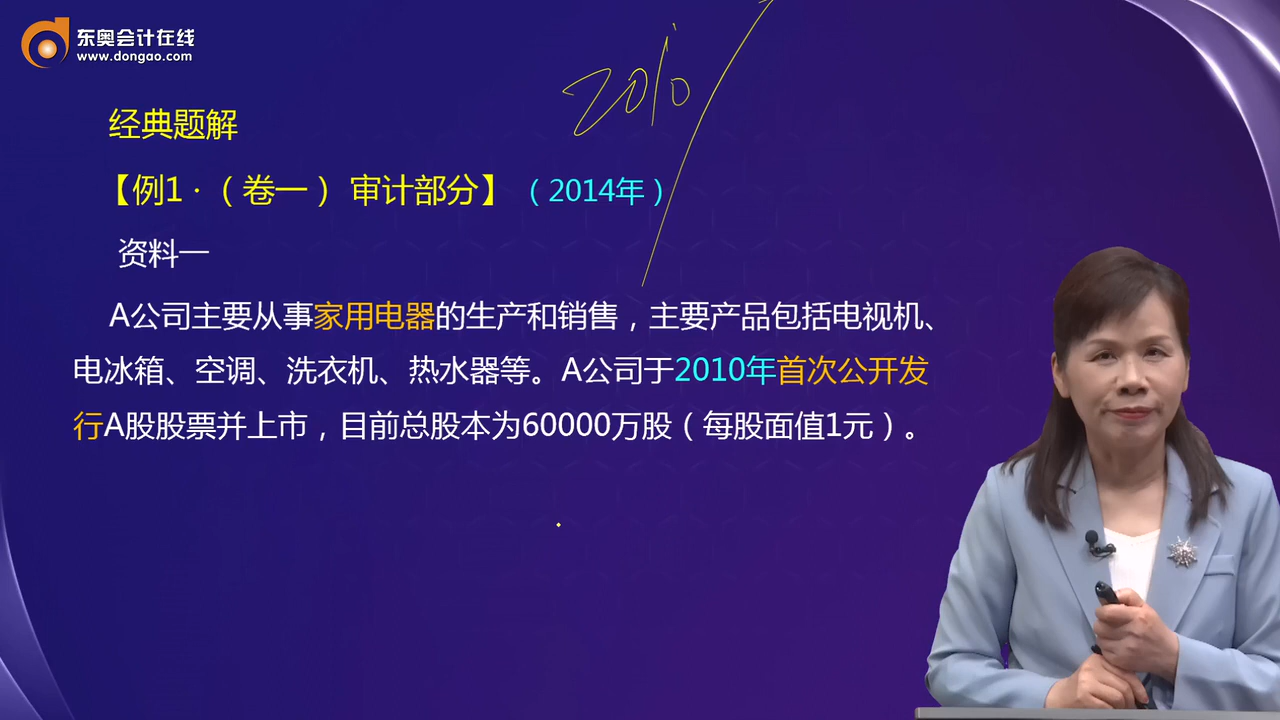 东奥会计在线
www.dongao.com
2010
经典题解
【例1·（卷一） 审计部分】（2014年）
资料一
A公司主要从事家用电器的生产和销售，主要产品包括电视机、
电冰箱、空调、洗衣机、热水器等。A公司于2010年首次公开发
行A股股票并上市，目前总股本为60000万股（每股面值1元）。